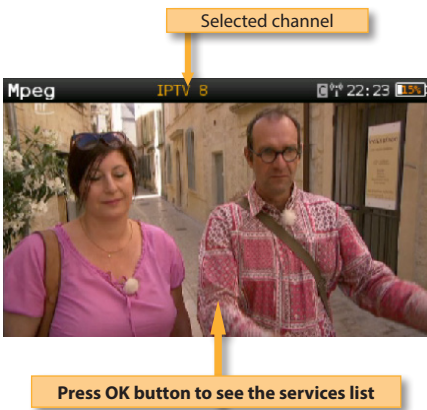 Selected channel
Mpeg IPTV 8 C 22:23 15%
Press OK button to see the services list